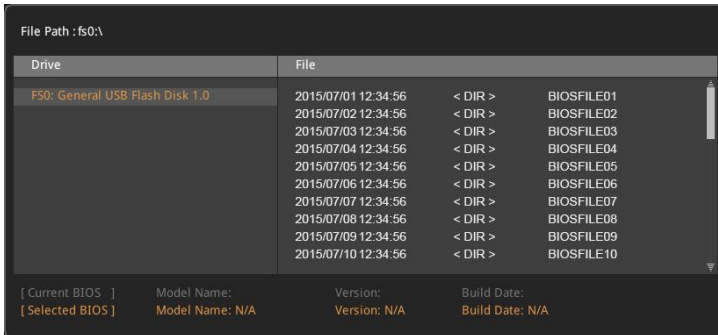 File Path : fs0:\
Drive File
FS0: General USB Flash Disk 1.0 2015/07/01 12:34:56 < DIR > BIOSFILE01
2015/07/02 12:34:56 < DIR > BIOSFILE02
2015/07/03 12:34:56 < DIR > BIOSFILE03
2015/07/04 12:34:56 < DIR > BIOSFILE04
2015/07/05 12:34:56 < DIR > BIOSFILE05
2015/07/06 12:34:56 < DIR > BIOSFILE06
2015/07/07 12:34:56 < DIR > BIOSFILE07
2015/07/08 12:34:56 < DIR > BIOSFILE08
2015/07/09 12:34:56 < DIR > BIOSFILE09
2015/07/10 12:34:56 < DIR > BIOSFILE10
[ Current BIOS ] Model Name: Version: Build Date:
[ Selected BIOS ] Model Name: N/A Version: N/A Build Date: N/A